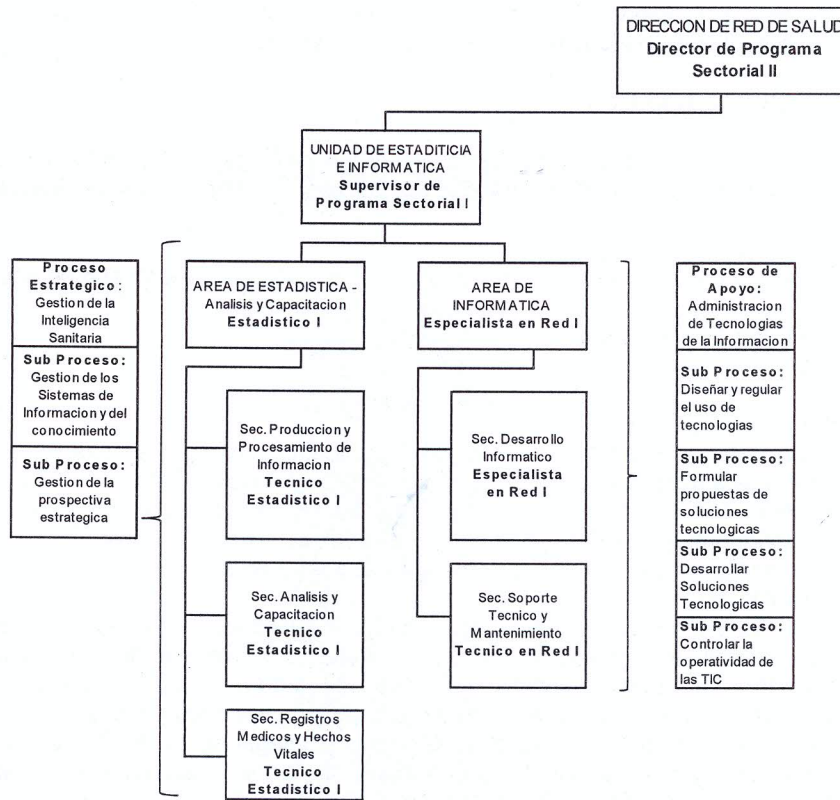 DIRECCION DE RED DE SALUD
Director de Programa
Sectorial II
UNIDAD DE ESTADITICIA
E INFORMATICA
Supervisor de
Programa Sectorial I
Proceso
Estrategico:
Gestion de la
Inteligencia
Sanitaria
Sub Proceso:
Gestion de los
Sistemas de
Informacion y del
conocimiento
Sub Proceso:
Gestion de la
prospectiva
estrategica
AREA DE ESTADISTICA -
Analisis y Capacitacion
Estadistico I
Sec. Produccion y
Procesamiento de
Informacion
Tecnico
Estadistico I
Sec. Analisis y
Capacitacion
Tecnico
Estadistico I
Sec. Registros
Medicos y Hechos
Vitales
Tecnico
Estadistico I
AREA DE
INFORMATICA
Especialista en Red I
Sec. Desarrollo
Informatico
Especialista
en Red I
Sec. Soporte
Tecnico y
Mantenimiento
Tecnico en Red I
Proceso de
Apoyo:
Administracion
de Tecnologias
de la Informacion
Sub Proceso:
Diseñar y regular
el uso de
tecnologias
Sub Proceso:
Formular
propuestas de
soluciones
tecnologicas
Sub Proceso:
Desarrollar
Soluciones
Tecnologicas
Sub Proceso:
Controlar la
operatividad de
las TIC